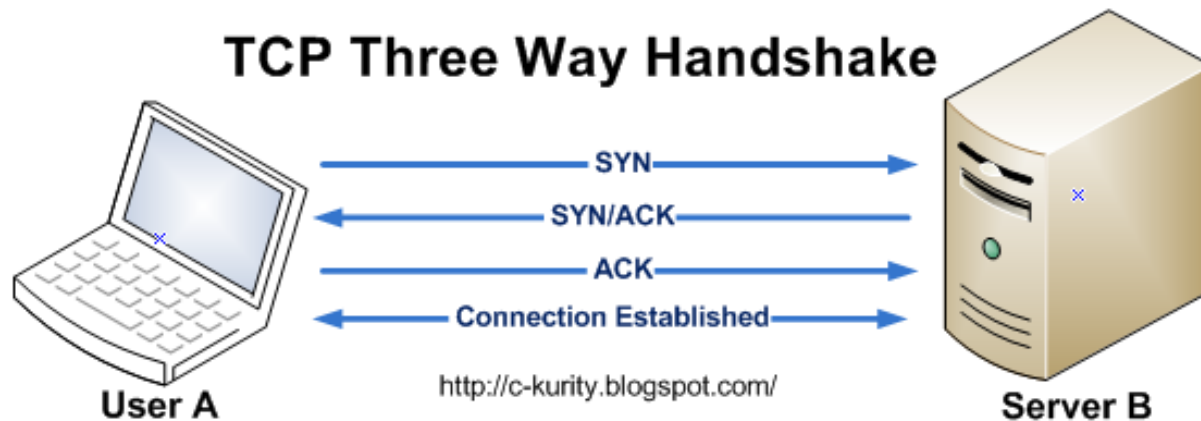 TCP Three Way Handshake
SYN
SYN/ACK
ACK
Connection Established
http://c-kurity.blogspot.com/
User A
Server B